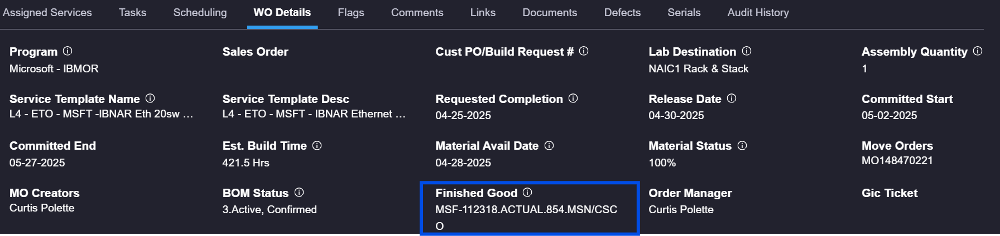 Assigned Services Tasks Scheduling WO Details Flags Comments Links Documents Defects Serials Audit History
Program Sales Order Cust PO/Build Request # Lab Destination Assembly Quantity
Microsoft - IBMOR NAIC1 Rack & Stack 1
Service Template Name Service Template Desc Requested Completion Release Date Committed Start
L4 - ETO - MSFT -IBNAR Eth 20sw ... L4 - ETO - MSFT - IBNAR Ethernet ... 04-25-2025 04-30-2025 05-02-2025
Committed End Est. Build Time Material Avail Date Material Status Move Orders
05-27-2025 421.5 Hrs 04-28-2025 100% MO148470221
MO Creators BOM Status Finished Good Order Manager Gic Ticket
Curtis Polette 3.Active, Confirmed MSF-112318.ACTUAL.854.MSN/CSC Curtis Polette
O